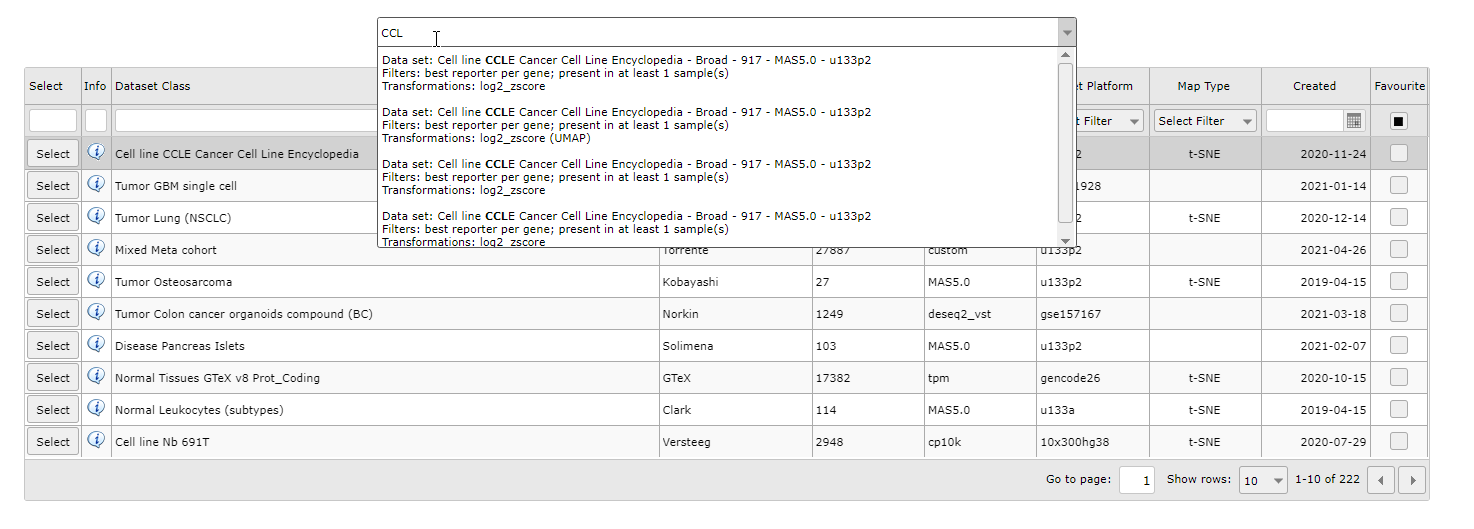 CCL
Data set: Cell line CCLE Cancer Cell Line Encyclopedia - Broad - 917 - MAS5.0 - u133p2
Filters: best reporter per gene; present in at least 1 sample(s)
Transformations: log2_zscore
Data set: Cell line CCLE Cancer Cell Line Encyclopedia - Broad - 917 - MAS5.0 - u133p2
Filters: best reporter per gene; present in at least 1 sample(s)
Transformations: log2_zscore (UMAP)
Data set: Cell line CCLE Cancer Cell Line Encyclopedia - Broad - 917 - MAS5.0 - u133p2
Filters: best reporter per gene; present in at least 1 sample(s)
Transformations: log2_zscore
Data set: Cell line CCLE Cancer Cell Line Encyclopedia - Broad - 917 - MAS5.0 - u133p2
Filters: best reporter per gene; present in at least 1 sample(s)
Transformations: log2_zscore
Select Info Dataset Class Platform Map Type Created Favourite
Filter Select Filter
Select Cell line CCLE Cancer Cell Line Encyclopedia 2 t-SNE 2020-11-24
Select Tumor GBM single cell 1928 2021-01-14
Select Tumor Lung (NSCLC) 2 t-SNE 2020-12-14
Select Mixed Meta cohort Torrente 27887 custom u133p2 2021-04-26
Select Tumor Osteosarcoma Kobayashi 27 MAS5.0 u133p2 t-SNE 2019-04-15
Select Tumor Colon cancer organoids compound (BC) Norkin 1249 deseq2_vst gse157167 2021-03-18
Select Disease Pancreas Islets Solimena 103 MAS5.0 u133p2 2021-02-07
Select Normal Tissues GTeX v8 Prot_Coding GTeX 17382 tpm gencode26 t-SNE 2020-10-15
Select Normal Leukocytes (subtypes) Clark 114 MAS5.0 u133a t-SNE 2019-04-15
Select Cell line Nb 691T Versteeg 2948 cp10k 10x300hg38 t-SNE 2020-07-29
Go to page: 1 Show rows: 10 1-10 of 222